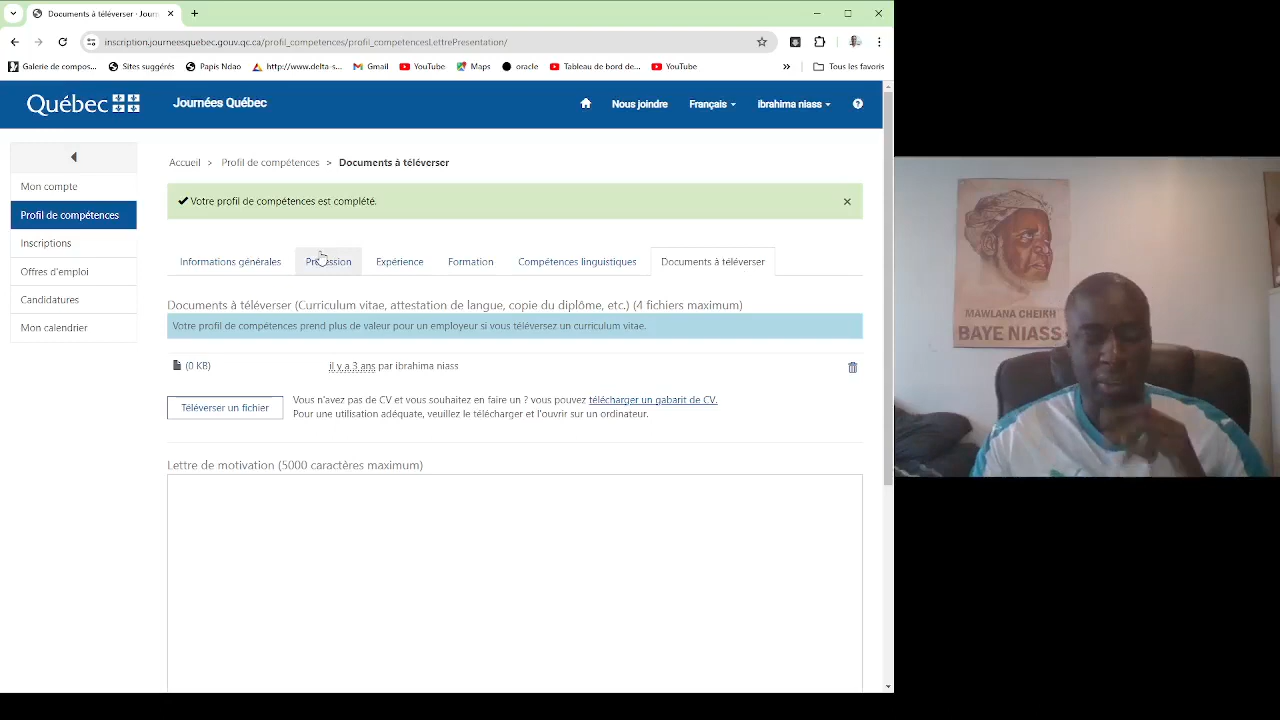 Documents à téléverser · Journ
inscription.journeesquebec.gouv.qc.ca/profil_competences/profil_competencesLettrePresentation/
Galerie de compos...
Sites suggérés
Papis Ndao
http://www.delta-s...
Gmail
YouTube
Maps
oracle
Tableau de bord de...
YouTube
»
Tous les favoris
Québec
Journées Québec
Nous joindre
Français
ibrahima niass
Mon compte
Profil de compétences
Inscriptions
Offres d'emploi
Candidatures
Mon calendrier
Accueil > Profil de compétences > Documents à téléverser
Votre profil de compétences est complété.
Informations générales
Profession
Expérience
Formation
Compétences linguistiques
Documents à téléverser
Documents à téléverser (Curriculum vitae, attestation de langue, copie du diplôme, etc.) (4 fichiers maximum)
Votre profil de compétences prend plus de valeur pour un employeur si vous téléversez un curriculum vitae.
(0 KB)
il y a 3 ans par ibrahima niass
Téléverser un fichier
Vous n'avez pas de CV et vous souhaitez en faire un ? vous pouvez télécharger un gabarit de CV.
Pour une utilisation adéquate, veuillez le télécharger et l'ouvrir sur un ordinateur.
Lettre de motivation (5000 caractères maximum)
MAWLANA CHEIKH
BAYE NIASS